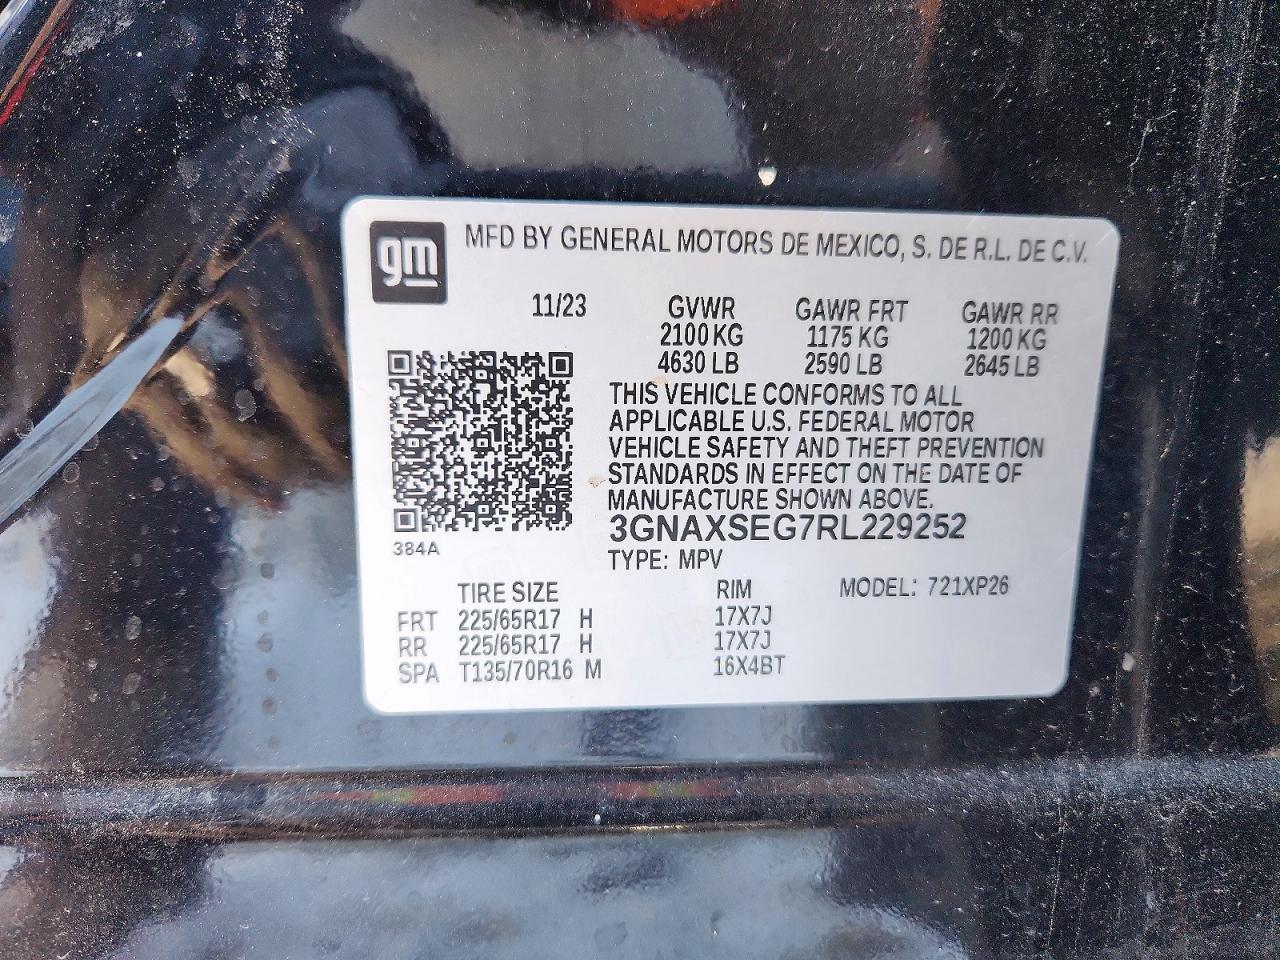 gm MFD BY GENERAL MOTORS DE MEXICO, S. DE R.L. DE C.V.
11/23 GVWR GAWR FRT GAWR RR
2100 KG 1175 KG 1200 KG
4630 LB 2590 LB 2645 LB
THIS VEHICLE CONFORMS TO ALL
APPLICABLE U.S. FEDERAL MOTOR
VEHICLE SAFETY AND THEFT PREVENTION
STANDARDS IN EFFECT ON THE DATE OF
MANUFACTURE SHOWN ABOVE.
3GNAXSEG7RL229252
384A
TYPE: MPV
TIRE SIZE RIM MODEL: 721XP26
FRT 225/65R17 H 17X7J
RR 225/65R17 H 17X7J
SPA T135/70R16 M 16X4BT